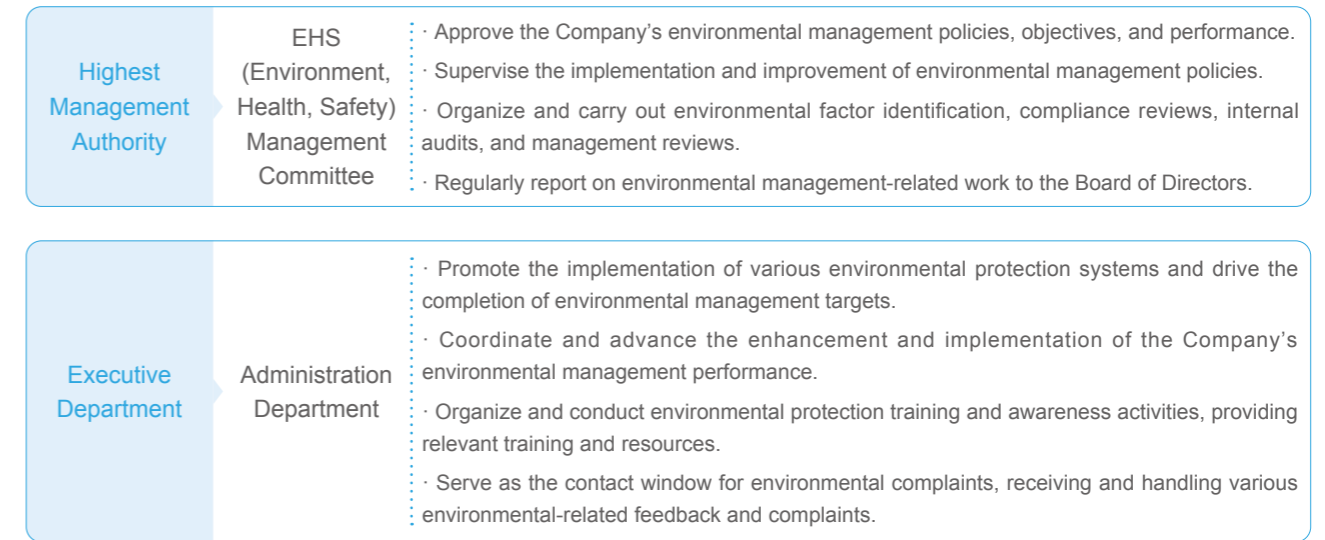 Highest
Management
Authority
EHS
(Environment,
Health, Safety)
Management
Committee
· Approve the Company’s environmental management policies, objectives, and performance.
· Supervise the implementation and improvement of environmental management policies.
· Organize and carry out environmental factor identification, compliance reviews, internal
audits, and management reviews.
· Regularly report on environmental management-related work to the Board of Directors.
Executive
Department
Administration
Department
· Promote the implementation of various environmental protection systems and drive the
completion of environmental management targets.
· Coordinate and advance the enhancement and implementation of the Company’s
environmental management performance.
· Organize and conduct environmental protection training and awareness activities, providing
relevant training and resources.
· Serve as the contact window for environmental complaints, receiving and handling various
environmental-related feedback and complaints.